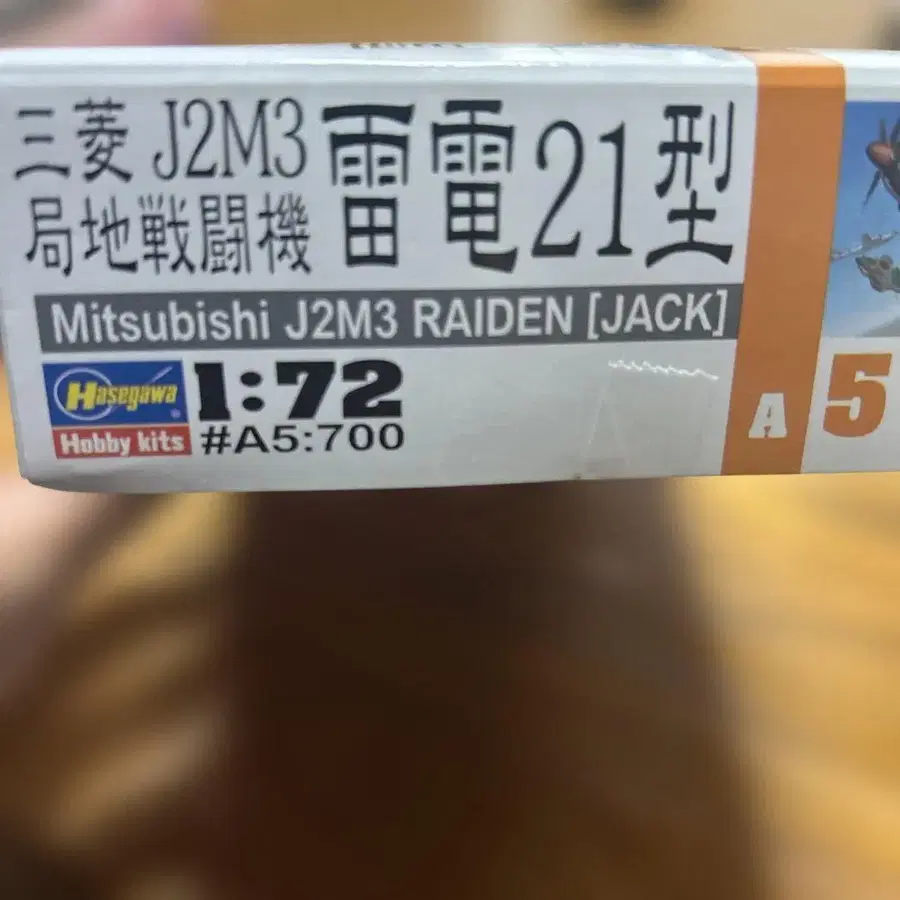 三菱 J2M3
局地戦闘機
雷電21型
Mitsubishi J2M3 RAIDEN [JACK]
Hasegawa
Hobby kits
1:72
#A5:700
A 5